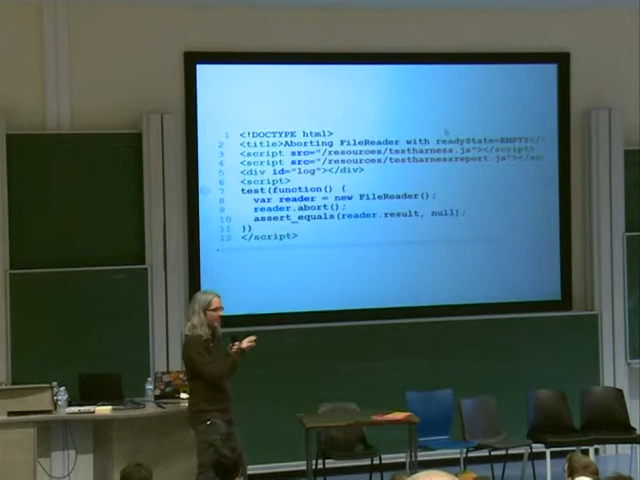 1 <!DOCTYPE html>
2 <title>Aborting FileReader with readyState=EMPTY</
3 <script src="/resources/testharness.js"></script>
4 <script src="/resources/testharnessreport.js"></sc
5 <div id="log"></div>
6 <script>
7 test(function() {
8 var reader = new FileReader();
9 reader.abort();
10 assert_equals(reader.result, null);
11 })
12 </script>